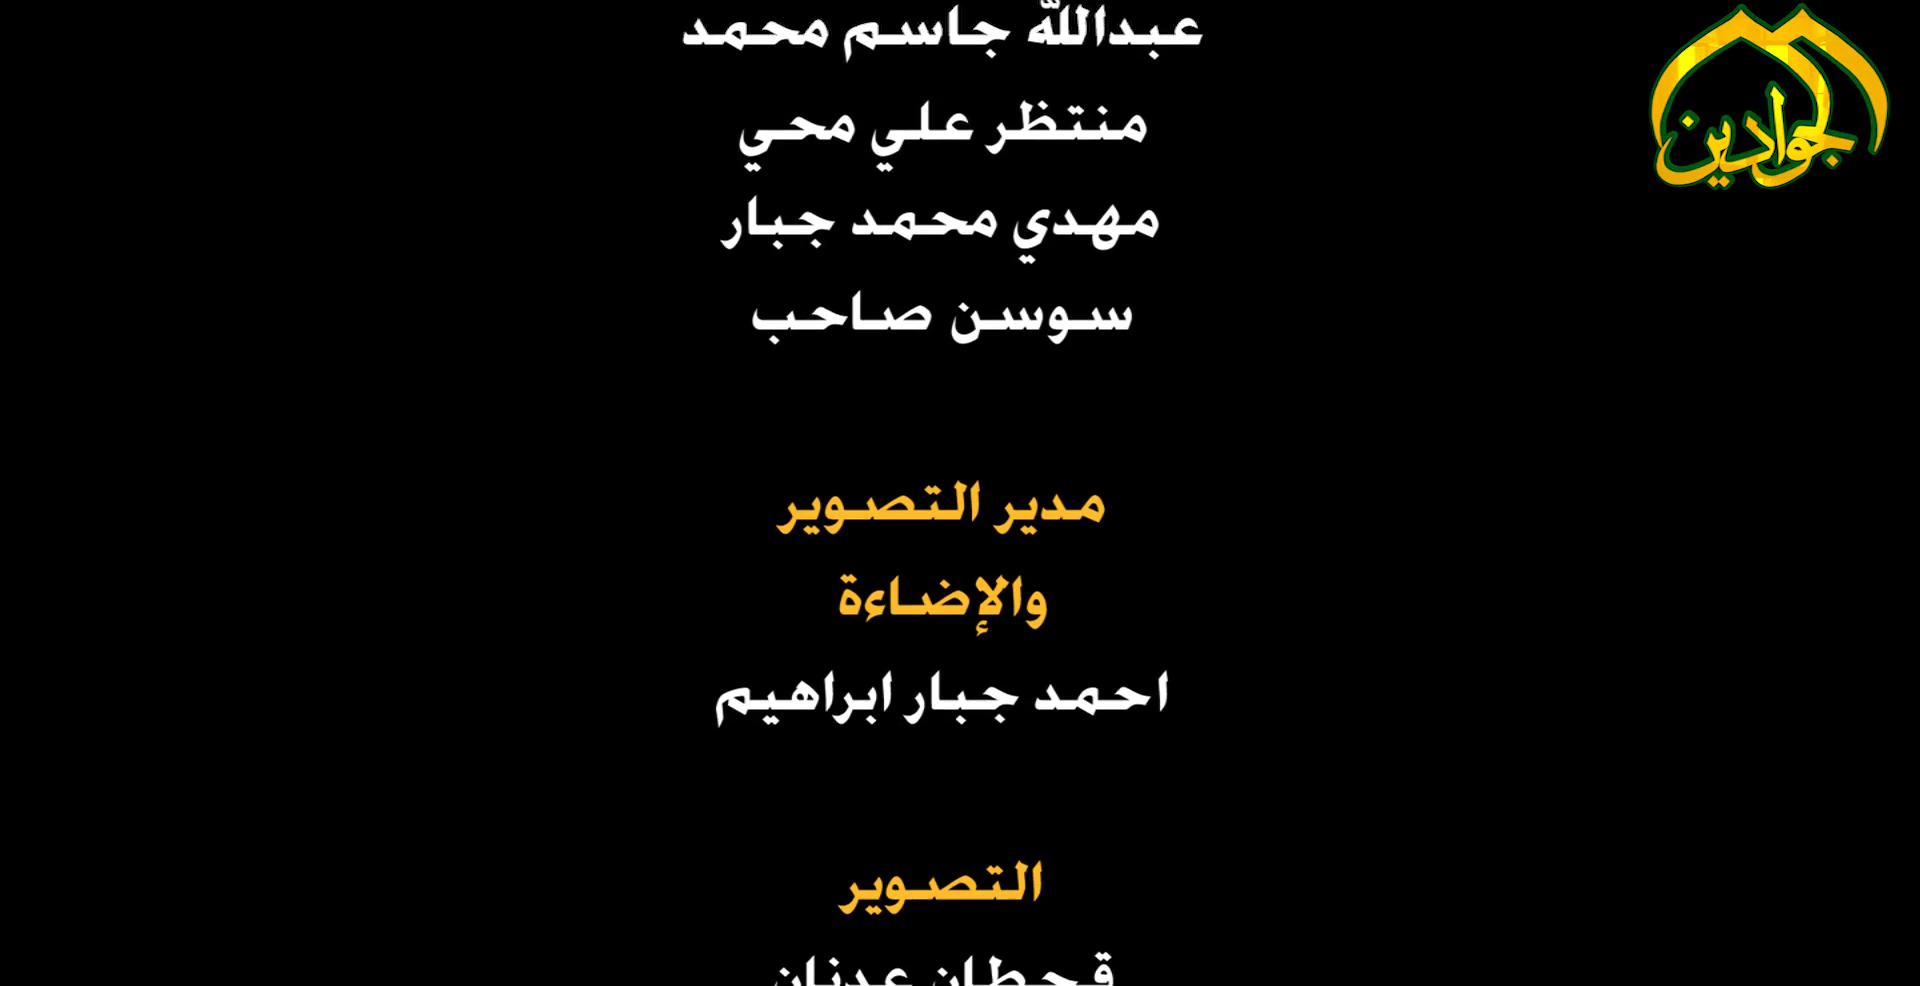 عبدالله جاسم محمد
الجوادين
منتظر علي محي
مهدي محمد جبار
سوسن صاحب
مدير التصوير
والإضاءة
احمد جبار ابراهيم
التصوير
قحطان عدنان